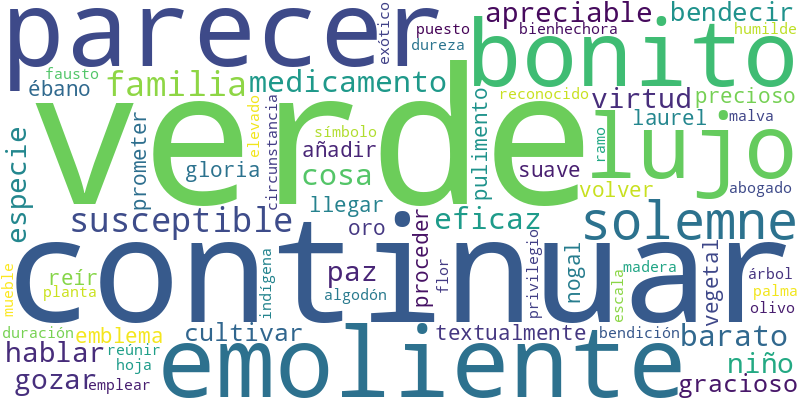 parecer
exótico
puesto
apreciable
bendecir
dureza
bienhechora
humilde
bonito
fausto
ébano
familia
medicamento
reconocido
virtud
precioso
verde
elevado
circunstancia
símbolo
pulimento
laurel
malva
ramo
lujo
especie
prometer
gloria
añadir
cosa
suave
volver
abogado
llegar
susceptible
oro
proceder
eficaz
solemne
continuar
mueble
reír
planta
indígena
paz
algodón
flor
privilegio
nogal
escala
madera
vegetal
árbol
palma
olivo
duración
emblema
cultivar
emoliente
textualmente
bendición
barato
hablar
reunir
hoja
gozar
emplear
niño
gracioso